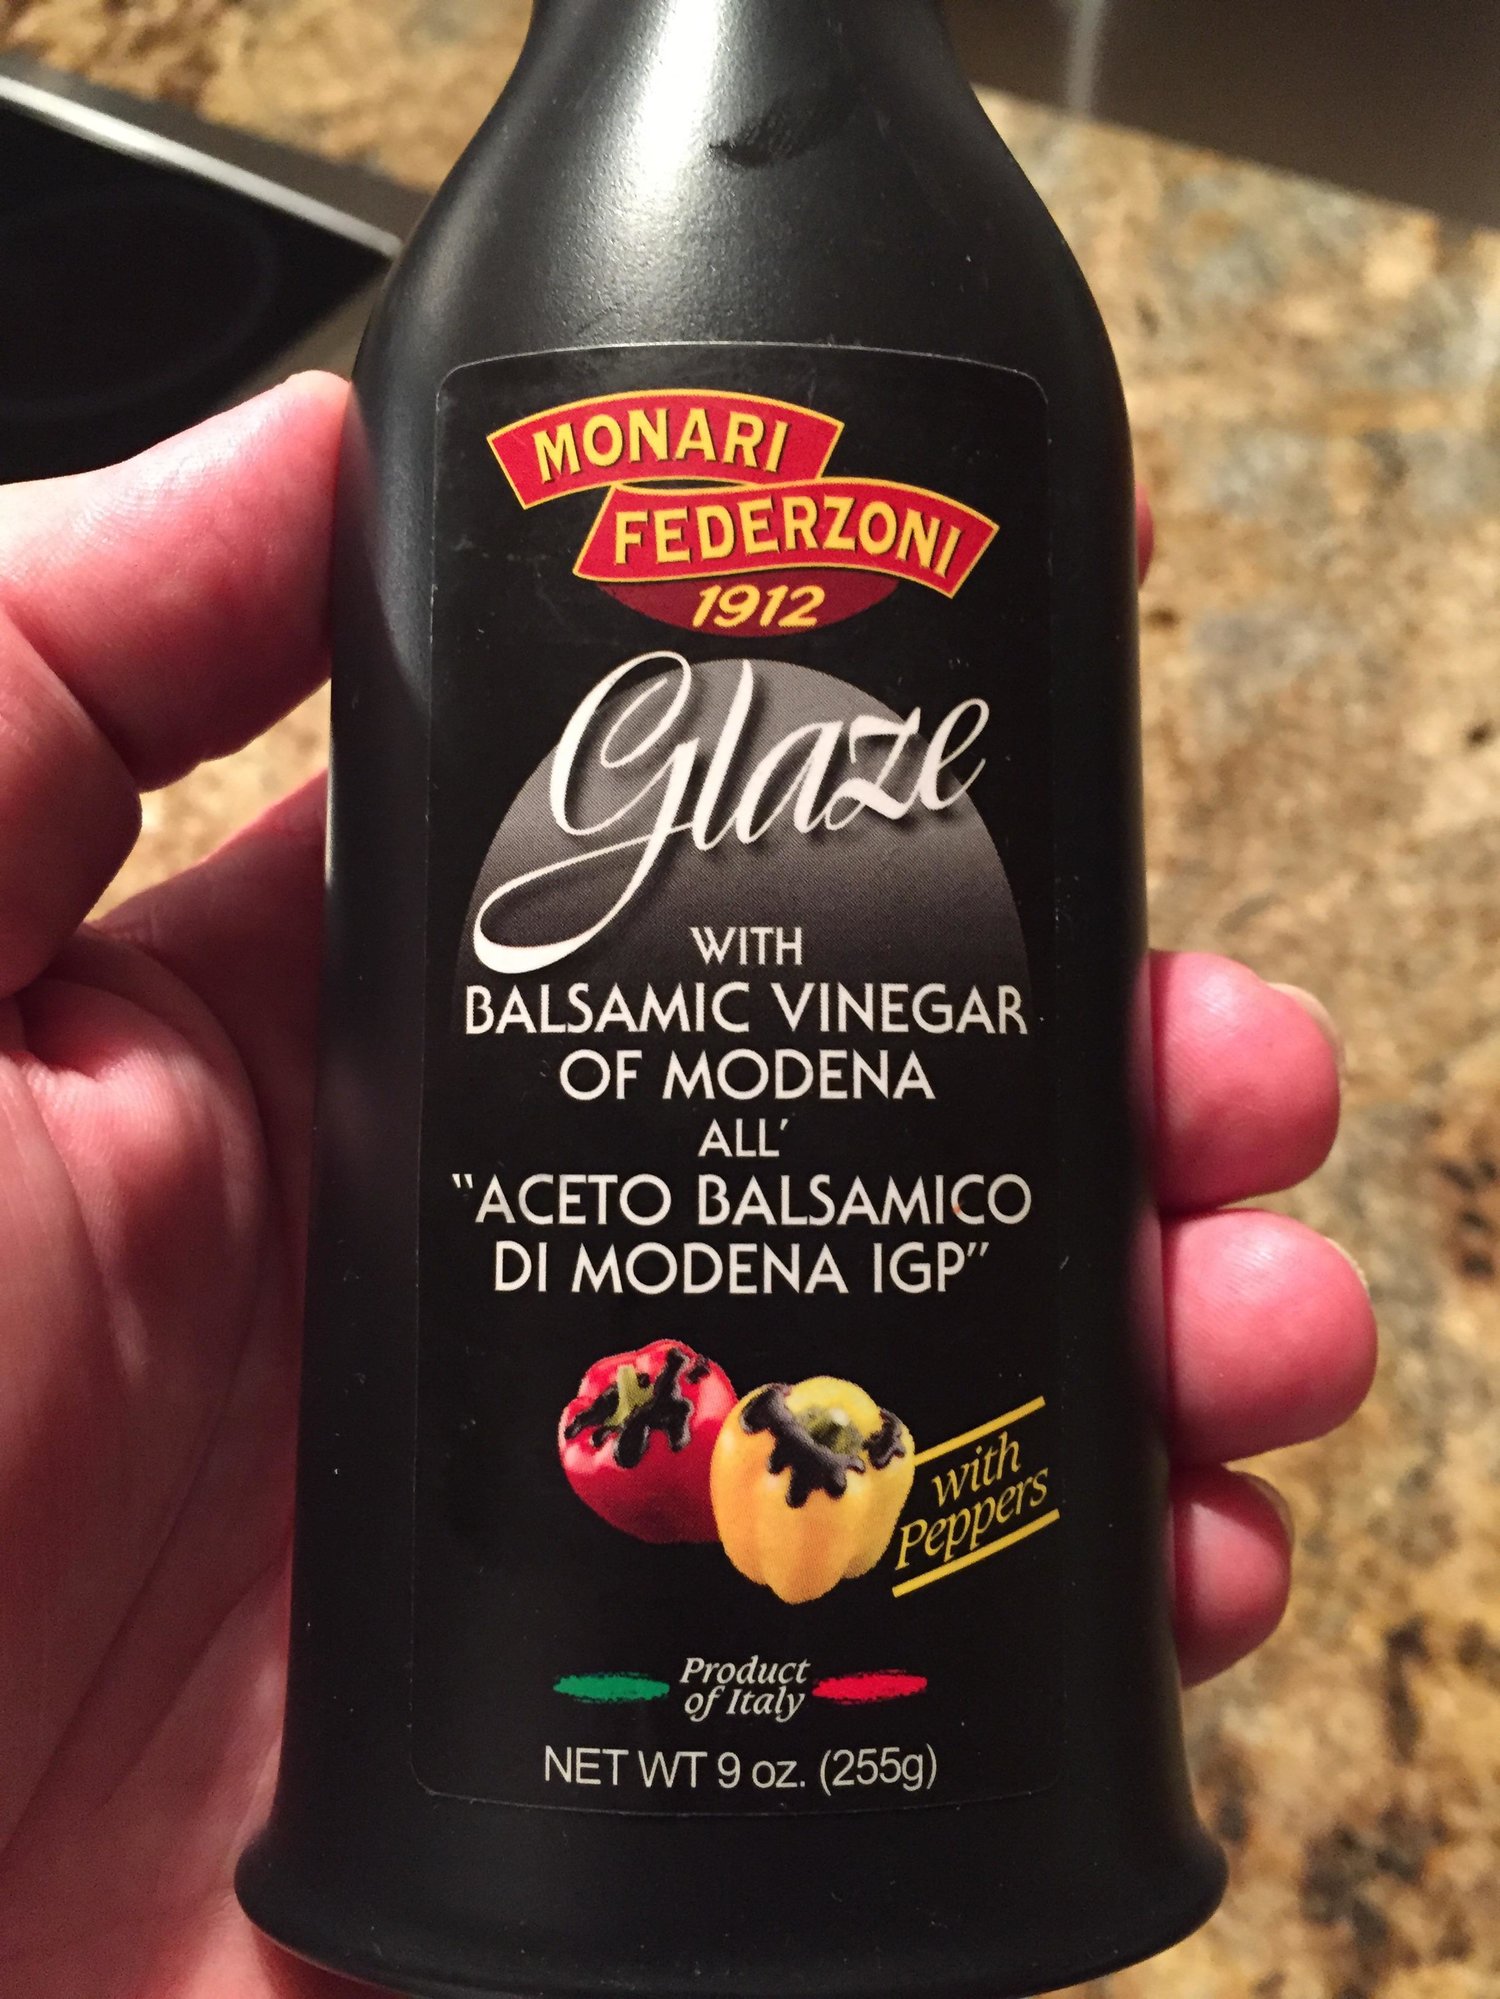 MONARI
FEDERZONI
1912
Glaze
WITH
BALSAMIC VINEGAR
OF MODENA
ALL'
"ACETO BALSAMICO
DI MODENA IGP"
with
Peppers
Product
of Italy
NET WT 9 oz. (255g)